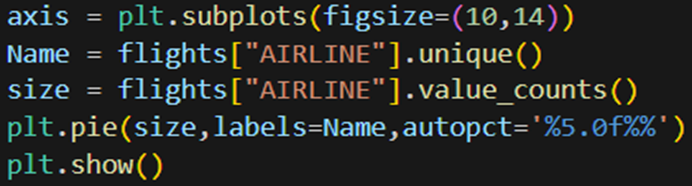 axis = plt.subplots(figsize=(10,14))
Name = flights["AIRLINE"].unique()
size = flights["AIRLINE"].value_counts()
plt.pie(size,labels=Name,autopct='%5.0f%%')
plt.show()